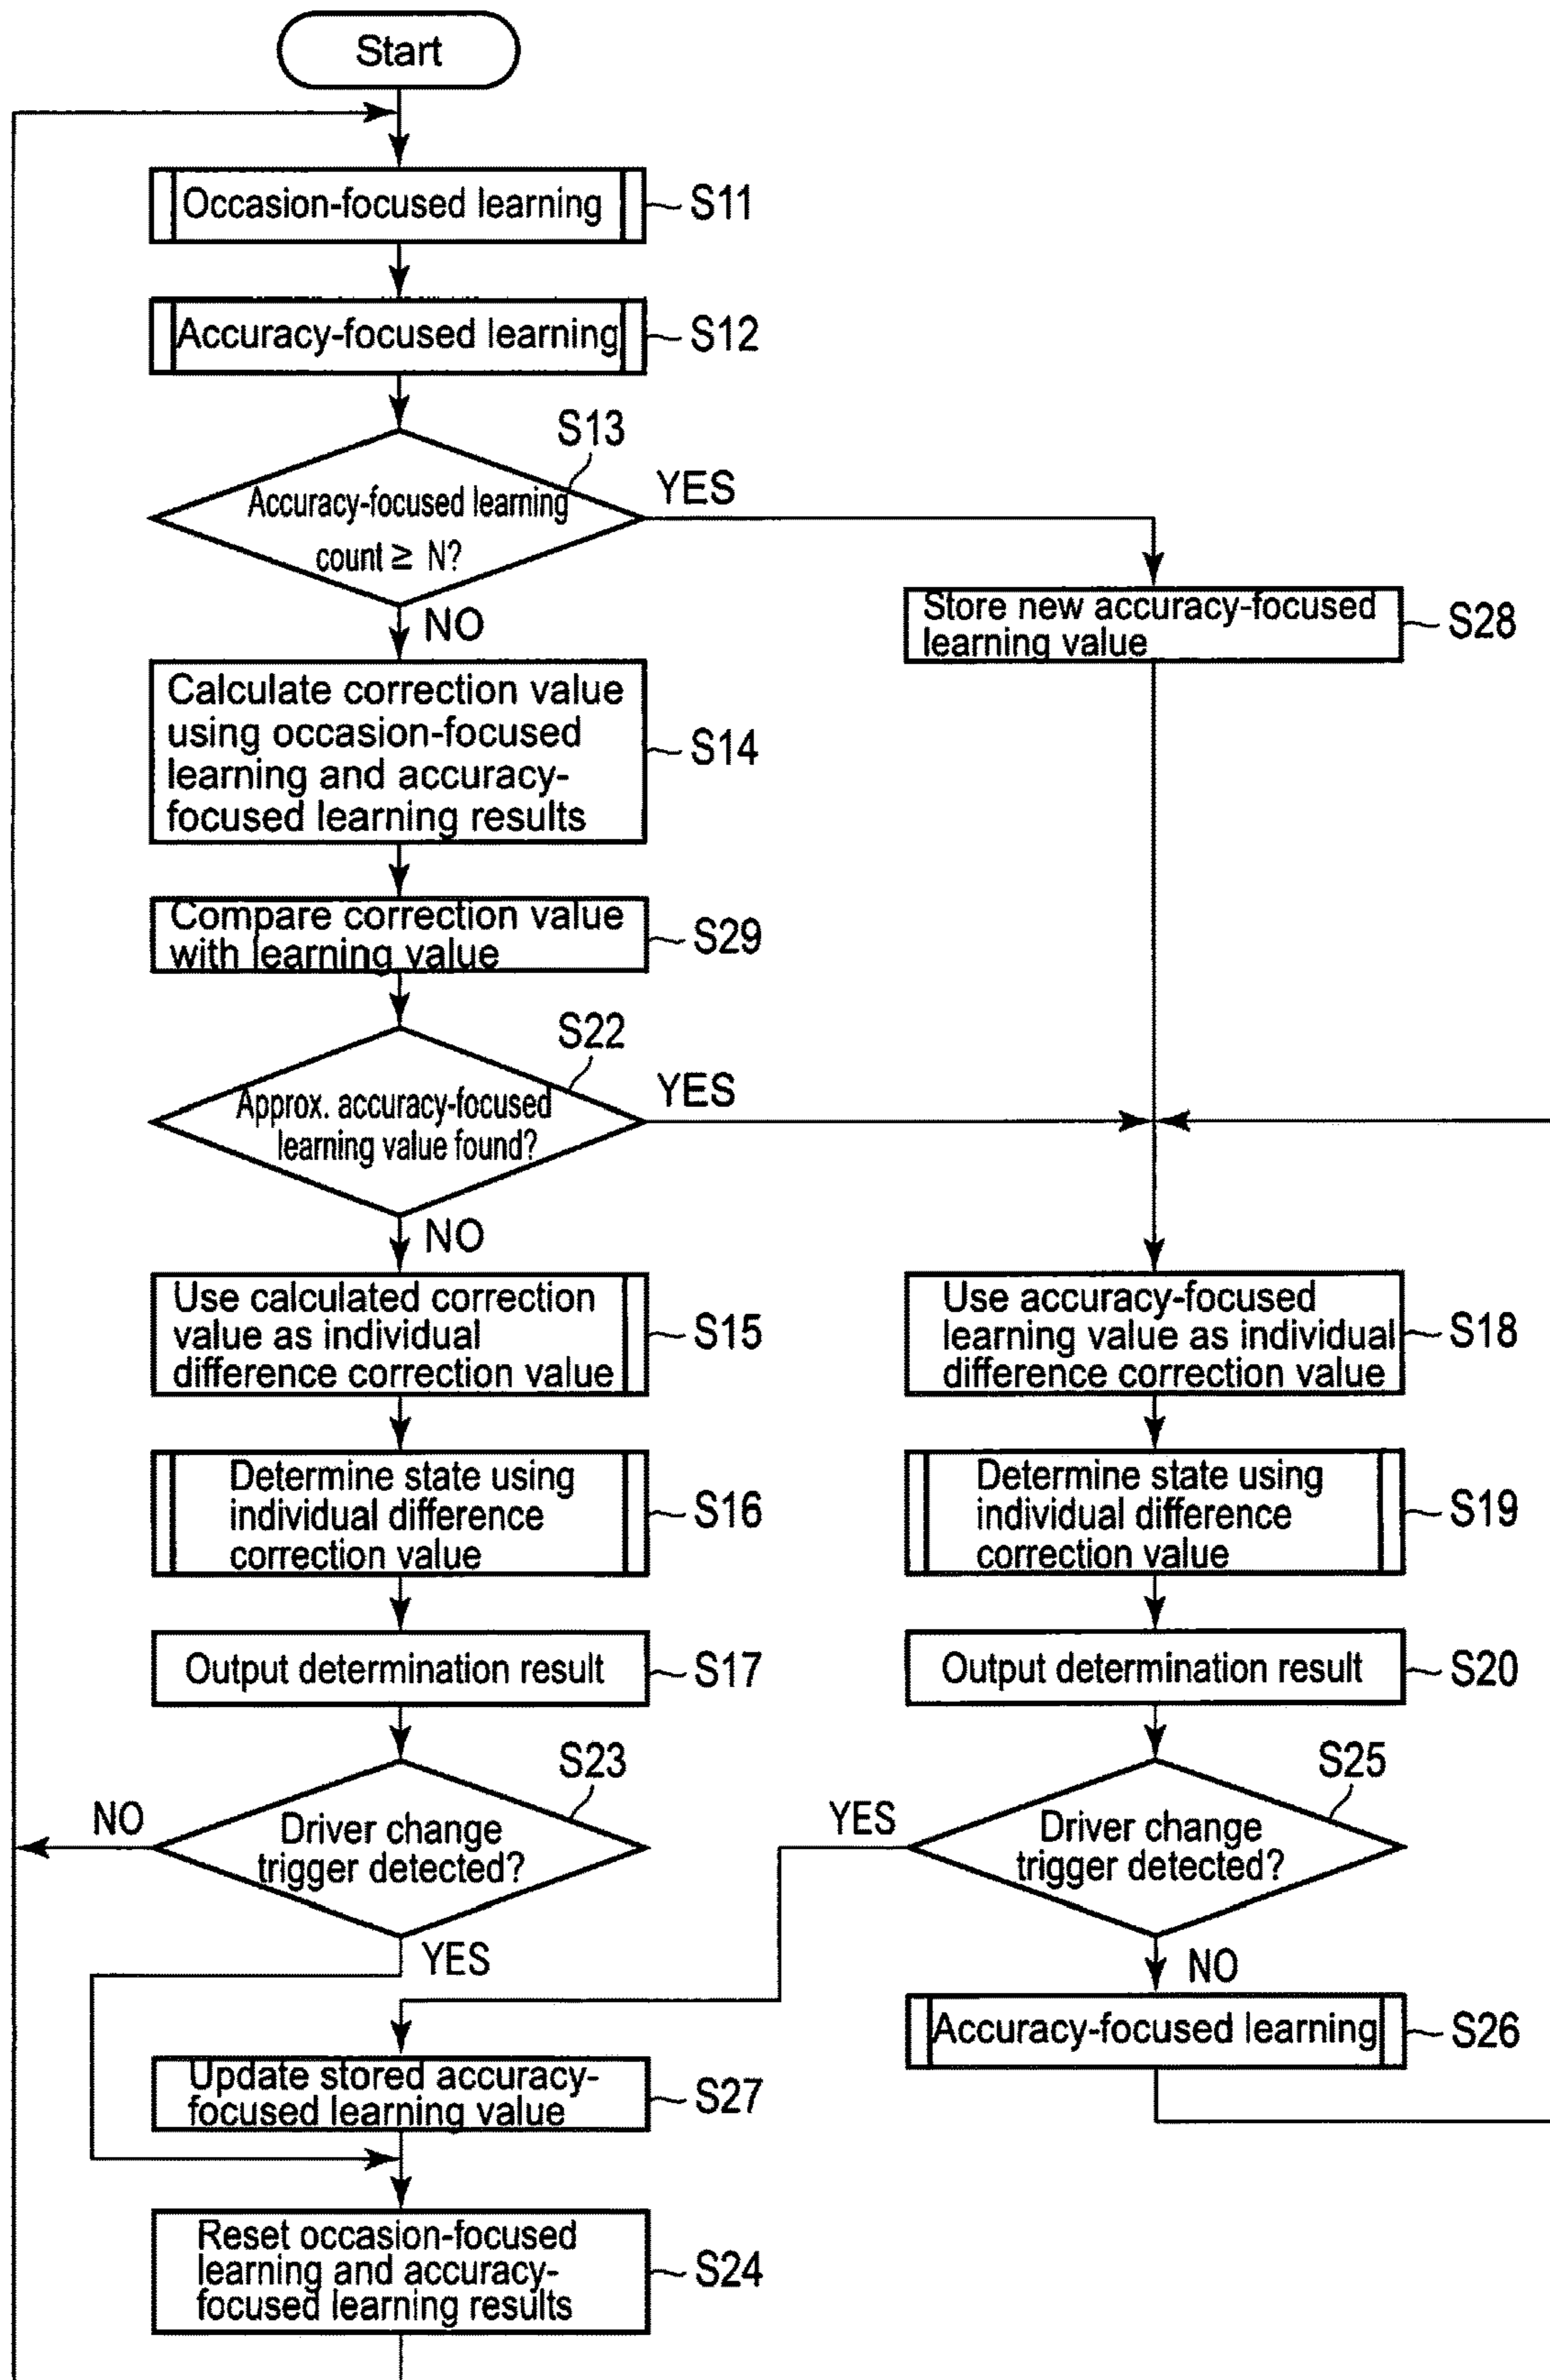 Start
Occasion-focused learning
S11
Accuracy-focused learning
S12
S13
Accuracy-focused learning
count ≥ N?
YES
NO
Store new accuracy-focused
learning value
S28
Calculate correction value
using occasion-focused
learning and accuracy-
focused learning results
S14
Compare correction value
with learning value
S29
S22
Approx. accuracy-focused
learning value found?
YES
NO
Use calculated correction
value as individual
difference correction value
S15
Use accuracy-focused
learning value as individual
difference correction value
S18
Determine state using
individual difference
correction value
S16
Determine state using
individual difference
correction value
S19
Output determination result
S17
Output determination result
S20
S23
Driver change
trigger detected?
NO
YES
S25
Driver change
trigger detected?
YES
NO
Accuracy-focused learning
S26
Update stored accuracy-
focused learning value
S27
Reset occasion-focused
learning and accuracy-
focused learning results
S24